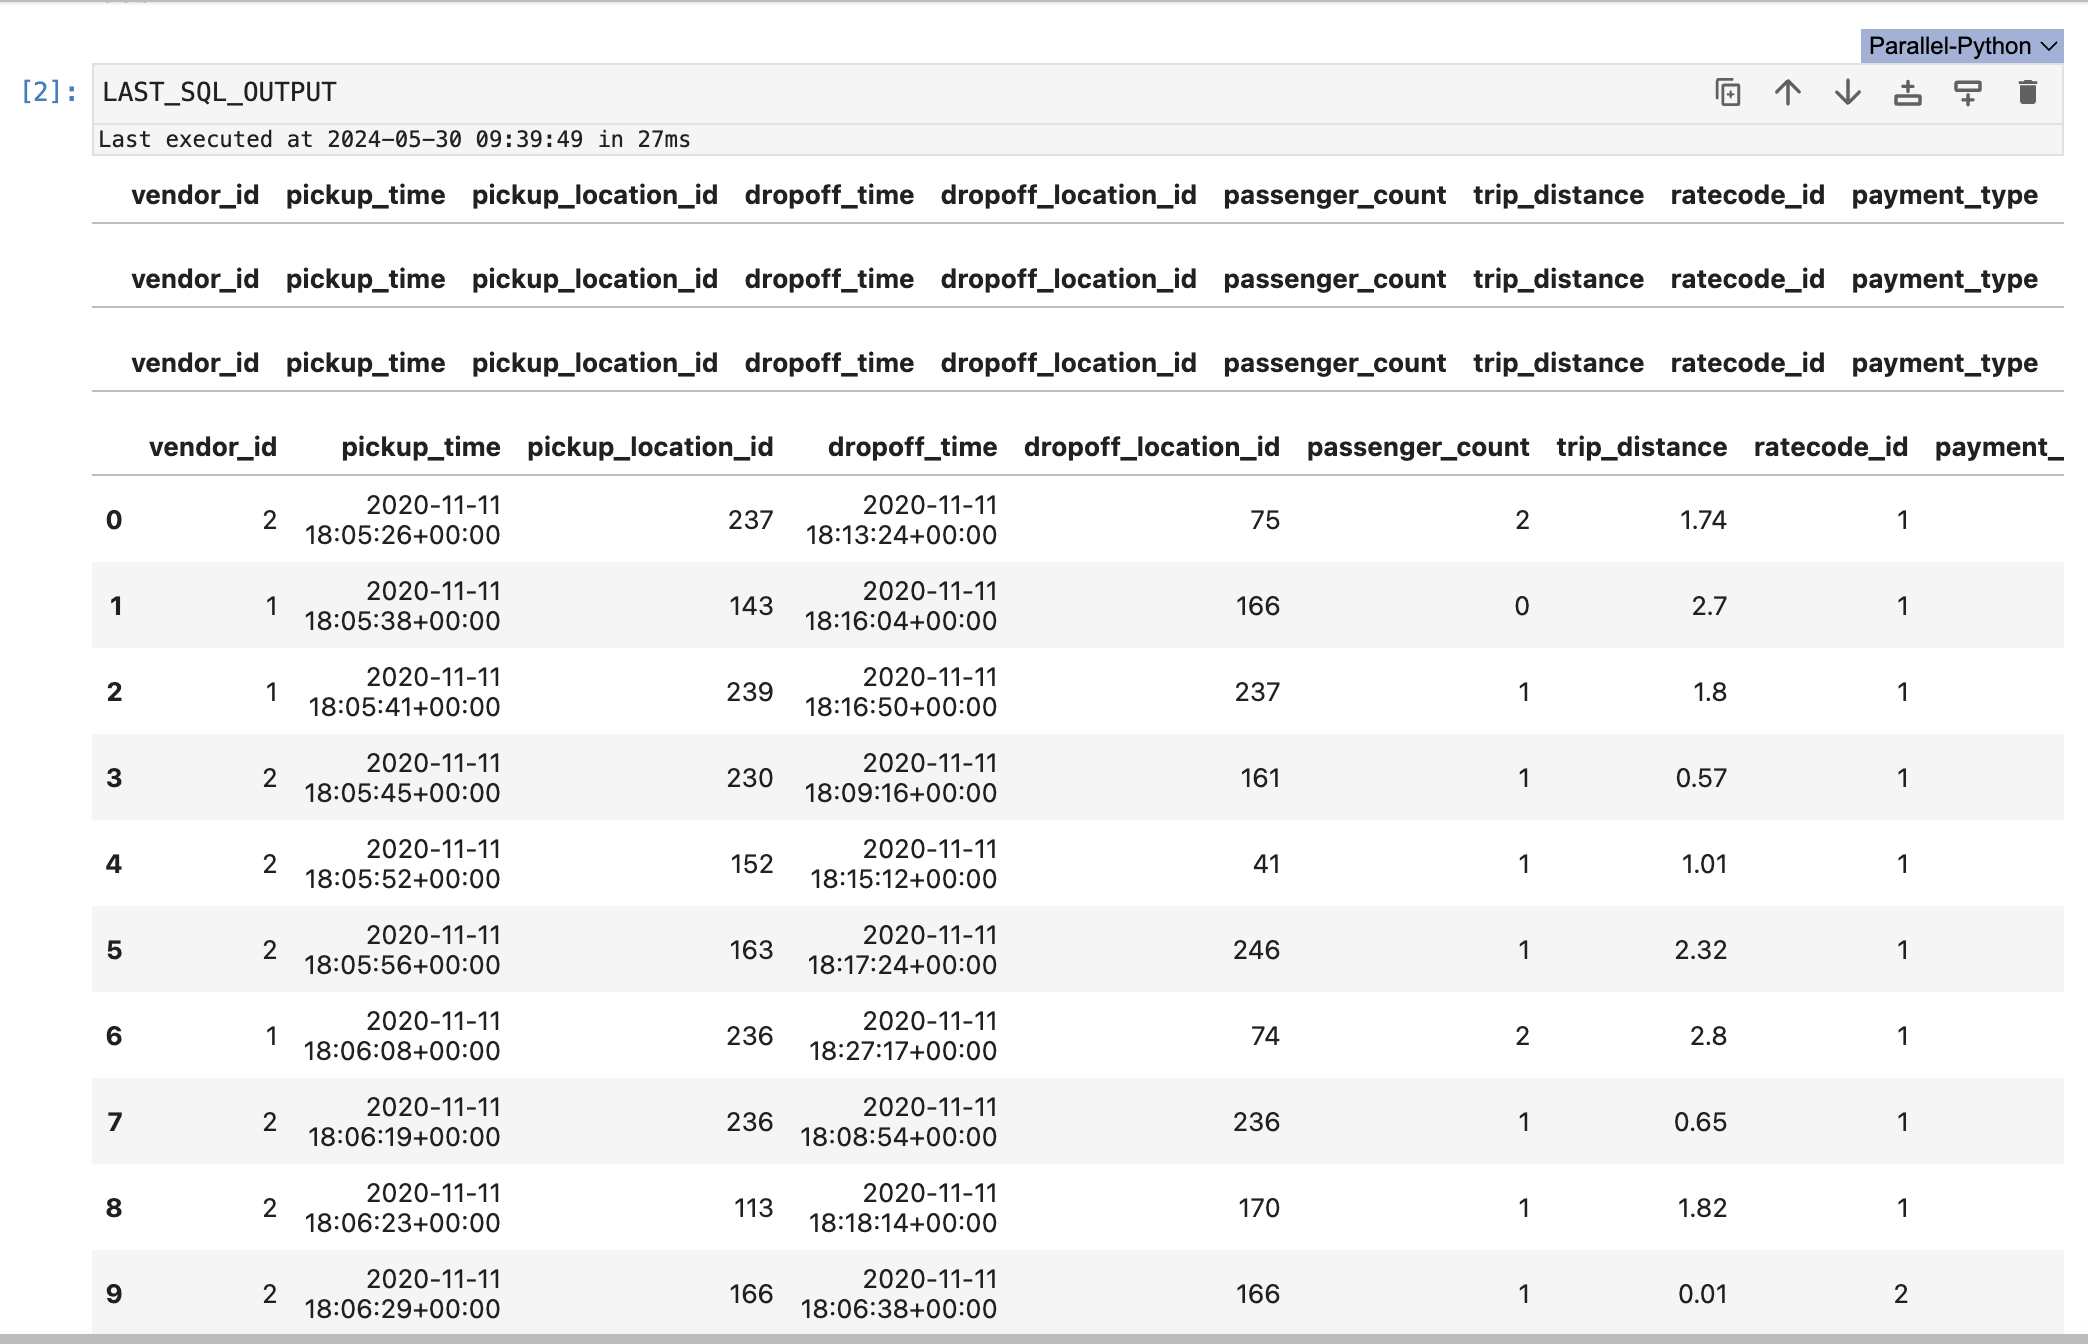 Parallel-Python
[2]: LAST_SQL_OUTPUT
Last executed at 2024-05-30 09:39:49 in 27ms
vendor_id pickup_time pickup_location_id dropoff_time dropoff_location_id passenger_count trip_distance ratecode_id payment_type
vendor_id pickup_time pickup_location_id dropoff_time dropoff_location_id passenger_count trip_distance ratecode_id payment_type
vendor_id pickup_time pickup_location_id dropoff_time dropoff_location_id passenger_count trip_distance ratecode_id payment_type
vendor_id pickup_time pickup_location_id dropoff_time dropoff_location_id passenger_count trip_distance ratecode_id payment_
0 2 2020-11-11 18:05:26+00:00 237 2020-11-11 18:13:24+00:00 75 2 1.74 1
1 1 2020-11-11 18:05:38+00:00 143 2020-11-11 18:16:04+00:00 166 0 2.7 1
2 1 2020-11-11 18:05:41+00:00 239 2020-11-11 18:16:50+00:00 237 1 1.8 1
3 2 2020-11-11 18:05:45+00:00 230 2020-11-11 18:09:16+00:00 161 1 0.57 1
4 2 2020-11-11 18:05:52+00:00 152 2020-11-11 18:15:12+00:00 41 1 1.01 1
5 2 2020-11-11 18:05:56+00:00 163 2020-11-11 18:17:24+00:00 246 1 2.32 1
6 1 2020-11-11 18:06:08+00:00 236 2020-11-11 18:27:17+00:00 74 2 2.8 1
7 2 2020-11-11 18:06:19+00:00 236 2020-11-11 18:08:54+00:00 236 1 0.65 1
8 2 2020-11-11 18:06:23+00:00 113 2020-11-11 18:18:14+00:00 170 1 1.82 1
9 2 2020-11-11 18:06:29+00:00 166 2020-11-11 18:06:38+00:00 166 1 0.01 2